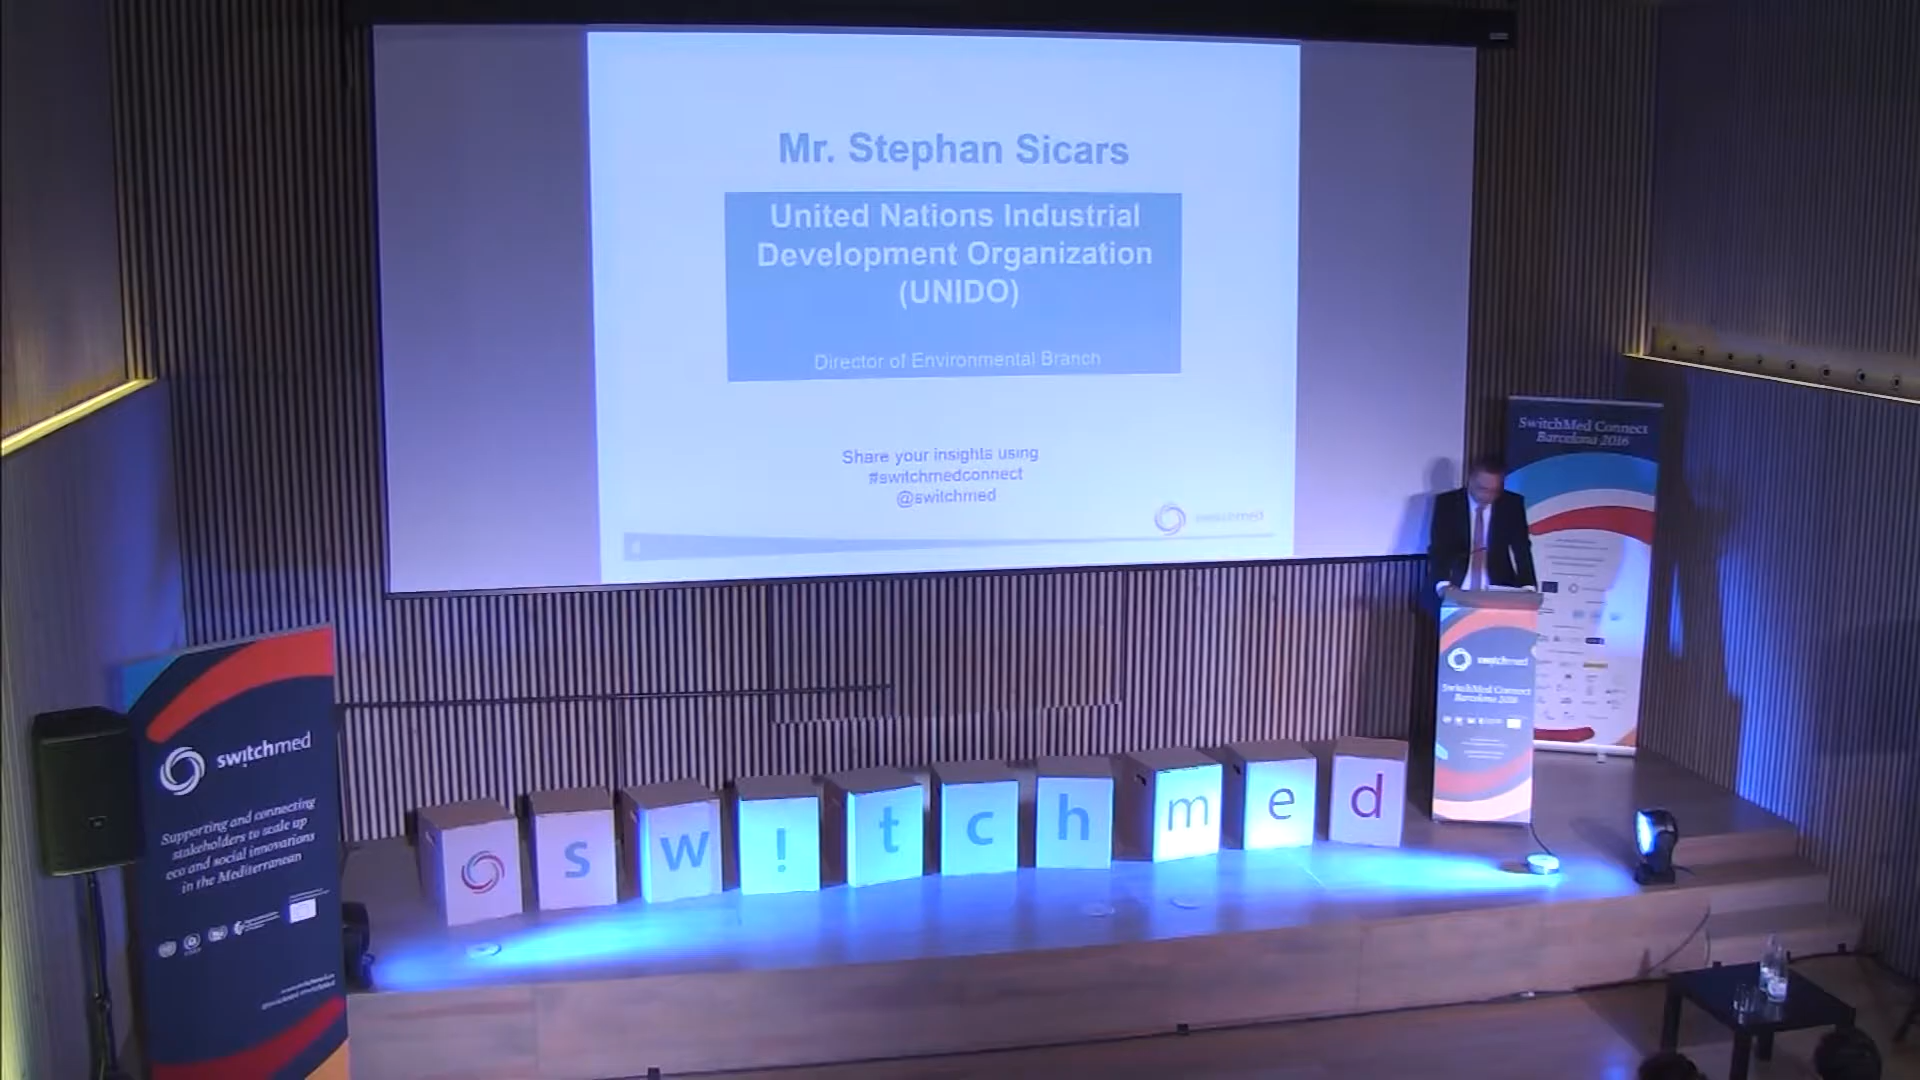 Mr. Stephan Sicars
United Nations Industrial
Development Organization
(UNIDO)
Director of Environmental Branch
Share your insights using
#switchmedconnect
@switchmed
switchmed
SwitchMed Connect
Barcelona 2016
switchmed
SwitchMed Connect
Barcelona 2016
switchmed
Supporting and connecting
stakeholders to scale up
eco and social innovations
in the Mediterranean
sw!tchmed